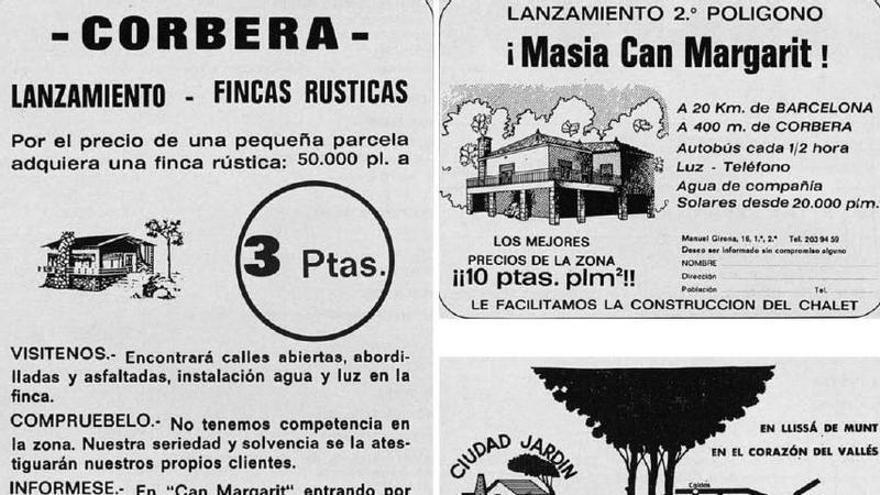 - CORBERA -
LANZAMIENTO - FINCAS RUSTICAS
Por el precio de una pequeña parcela
adquiera una finca rústica: 50.000 pl. a
3 Ptas.
VISITENOS.- Encontrará calles abiertas, abordi-
lladas y asfaltadas, instalación agua y luz en la
finca.
COMPRUEBELO.- No tenemos competencia en
la zona. Nuestra seriedad y solvencia se la ates-
tiguarán nuestros propios clientes.
INFORMESE.- En "Can Margarit" entrando por
LANZAMIENTO 2.º POLIGONO
¡Masia Can Margarit!
A 20 Km. de BARCELONA
A 400 m. de CORBERA
Autobús cada 1/2 hora
Luz - Teléfono
Agua de compañía
Solares desde 20.000 plm.
LOS MEJORES
PRECIOS DE LA ZONA
¡¡10 ptas. plm²!!
Manuel Girona, 16, 1.º, 2.ª Tel. 203 94 59
Deseo ser informado sin compromiso alguno
NOMBRE
Dirección
Población Tel.
LE FACILITAMOS LA CONSTRUCCION DEL CHALET
CIUDAD JARDIN
EN LLISSÁ DE MUNT
EN EL CORAZÓN DEL VALLÉS
Caldes